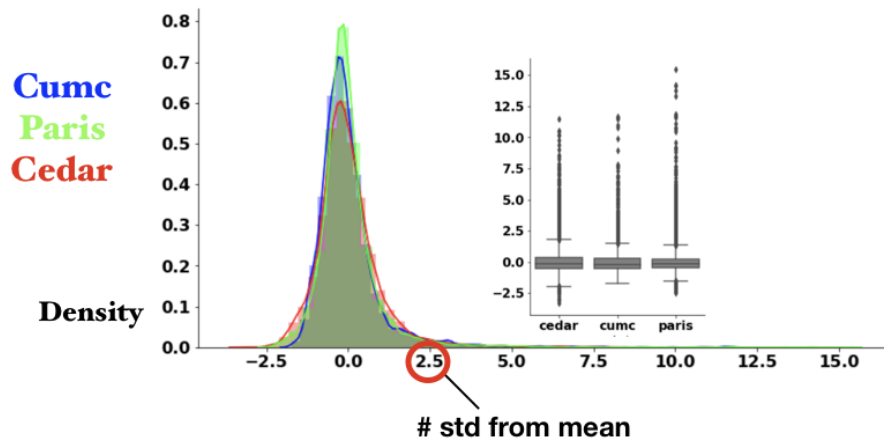 Cumc
Paris
Cedar
Density
0.8
0.7
0.6
0.5
0.4
0.3
0.2
0.1
0.0
−2.5 0.0 2.5 5.0 7.5 10.0 12.5 15.0
# std from mean
15.0
12.5
10.0
7.5
5.0
2.5
0.0
−2.5
cedar cumc paris